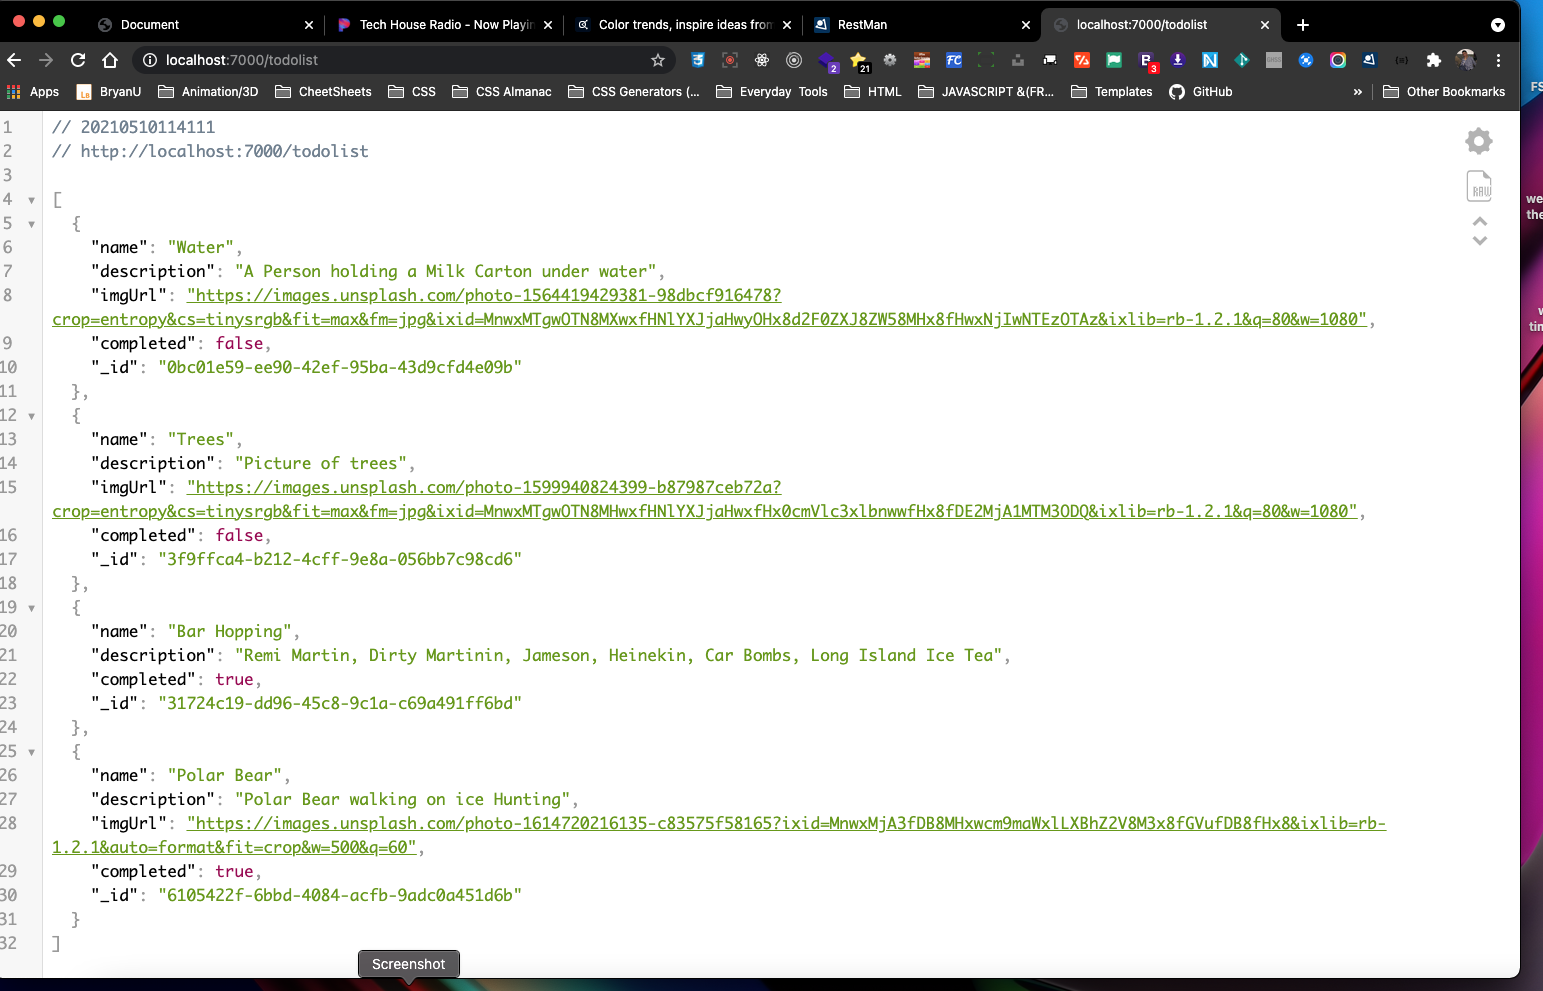 Document
Tech House Radio - Now Playin
Color trends, inspire ideas from
RestMan
localhost:7000/todolist
localhost:7000/todolist
2
21
FC
B
3
N
Apps
BryanU
Animation/3D
CheetSheets
CSS
CSS Almanac
CSS Generators (...
Everyday Tools
HTML
JAVASCRIPT &(FR...
Templates
GitHub
»
Other Bookmarks
FS
1 // 20210510114111
2 // http://localhost:7000/todolist
3
4 [
5 {
6 "name": "Water",
7 "description": "A Person holding a Milk Carton under water",
8 "imgUrl": "https://images.unsplash.com/photo-1564419429381-98dbcf916478?
crop=entropy&cs=tinysrgb&fit=max&fm=jpg&ixid=MnwxMTgwOTN8MXwxfHNlYXJjaHwyOHx8d2F0ZXJ8ZW58MHx8fHwxNjIwNTEzOTAz&ixlib=rb-1.2.1&q=80&w=1080",
9 "completed": false,
10 "_id": "0bc01e59-ee90-42ef-95ba-43d9cfd4e09b"
11 },
12 {
13 "name": "Trees",
14 "description": "Picture of trees",
15 "imgUrl": "https://images.unsplash.com/photo-1599940824399-b87987ceb72a?
crop=entropy&cs=tinysrgb&fit=max&fm=jpg&ixid=MnwxMTgwOTN8MHwxfHNlYXJjaHwxfHx0cmVlc3xlbnwwfHx8fDE2MjA1MTM3ODQ&ixlib=rb-1.2.1&q=80&w=1080",
16 "completed": false,
17 "_id": "3f9ffca4-b212-4cff-9e8a-056bb7c98cd6"
18 },
19 {
20 "name": "Bar Hopping",
21 "description": "Remi Martin, Dirty Martinin, Jameson, Heinekin, Car Bombs, Long Island Ice Tea",
22 "completed": true,
23 "_id": "31724c19-dd96-45c8-9c1a-c69a491ff6bd"
24 },
25 {
26 "name": "Polar Bear",
27 "description": "Polar Bear walking on ice Hunting",
28 "imgUrl": "https://images.unsplash.com/photo-1614720216135-c83575f58165?ixid=MnwxMjA3fDB8MHxwcm9maWxlLXBhZ2V8M3x8fGVufDB8fHx8&ixlib=rb-
1.2.1&auto=format&fit=crop&w=500&q=60",
29 "completed": true,
30 "_id": "6105422f-6bbd-4084-acfb-9adc0a451d6b"
31 }
32 ]
RAW
we
the
w
tim
Screenshot